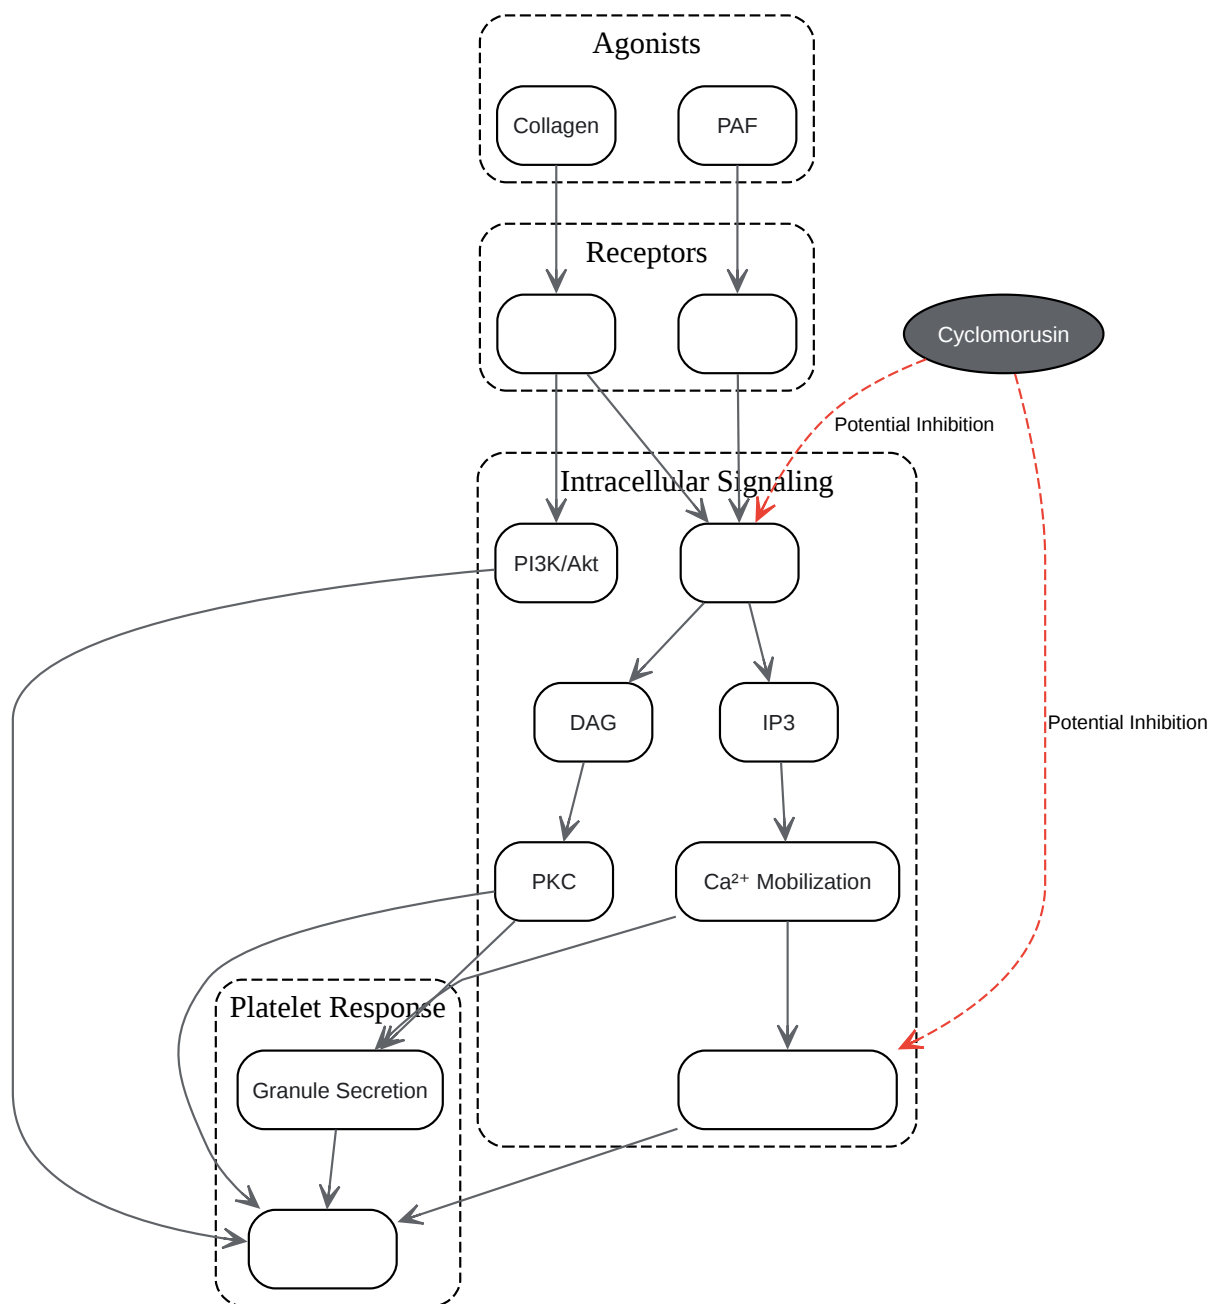 Agonists
Collagen
PAF
Receptors
Cyclomorusin
Potential Inhibition
Intracellular Signaling
PI3K/Akt
DAG
IP3
Potential Inhibition
PKC
Ca²⁺ Mobilization
Platelet Response
Granule Secretion